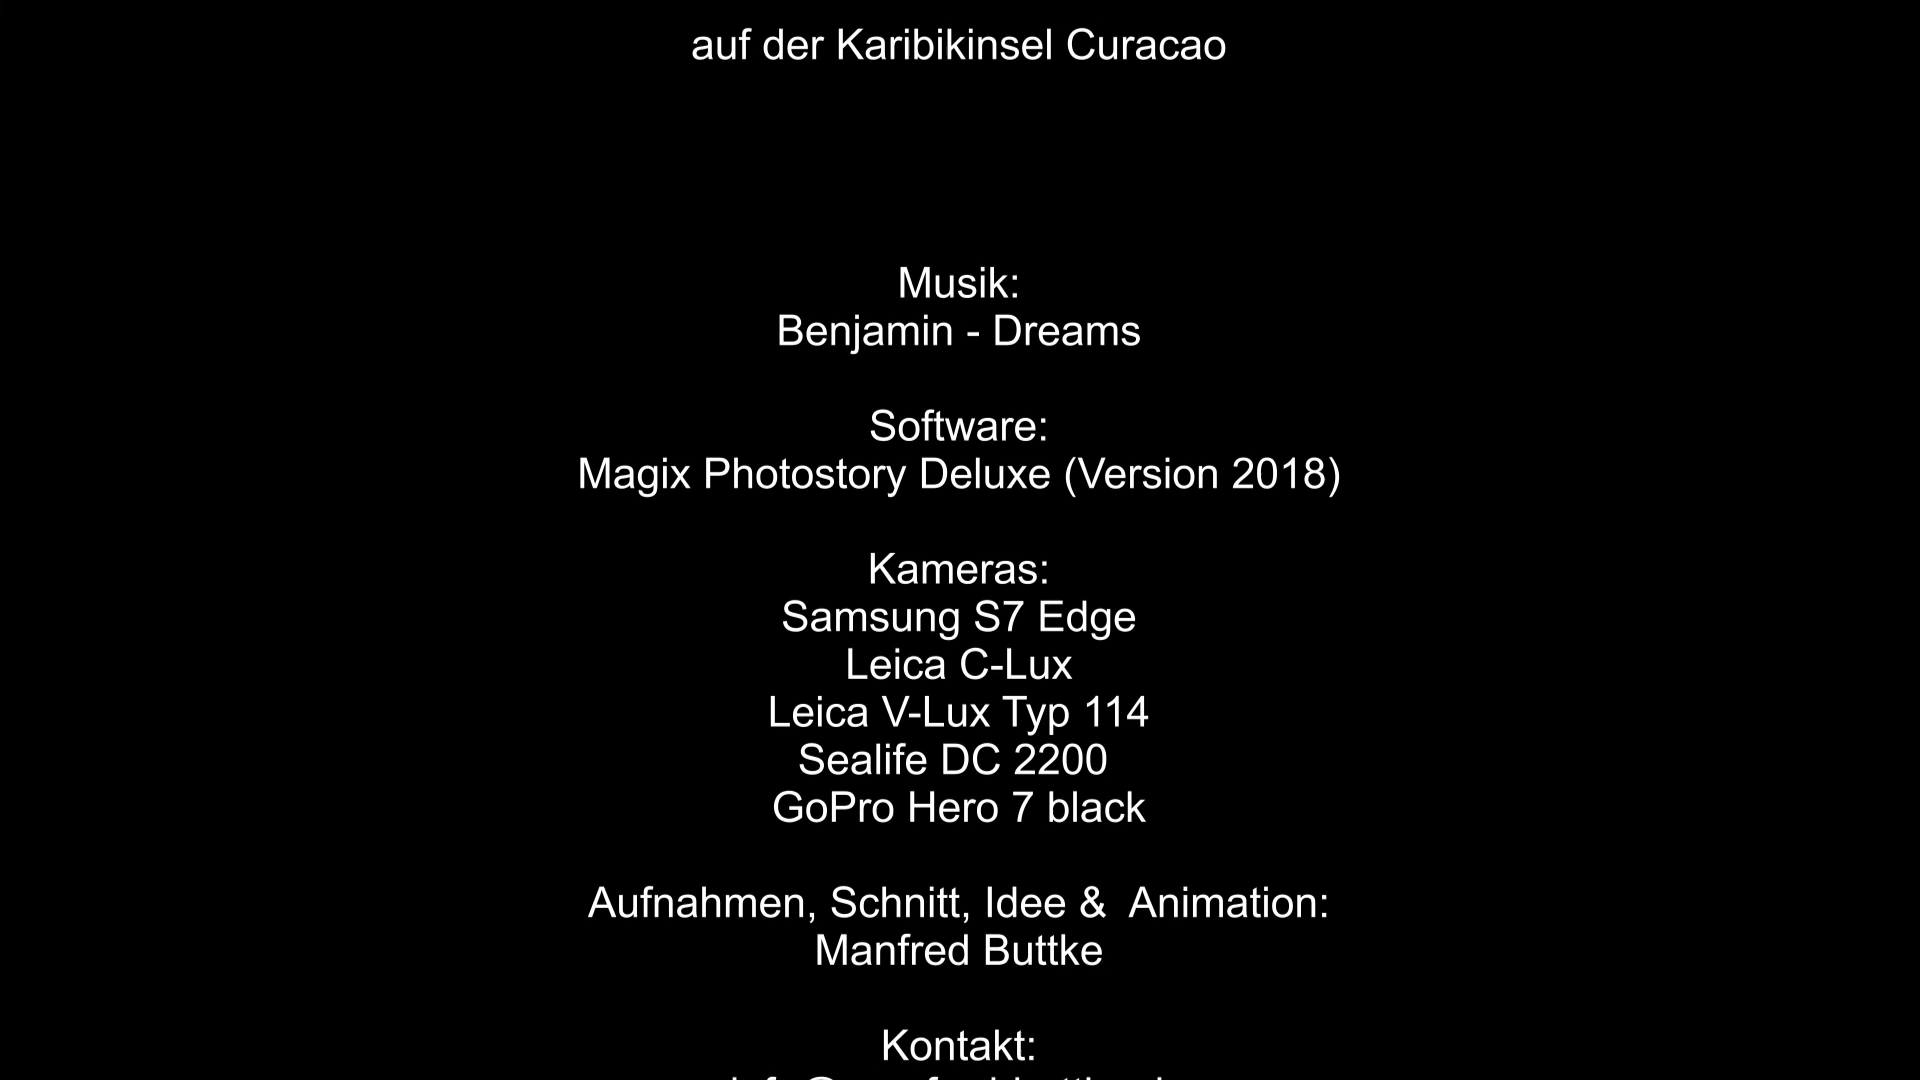 auf der Karibikinsel Curacao
Musik:
Benjamin - Dreams
Software:
Magix Photostory Deluxe (Version 2018)
Kameras:
Samsung S7 Edge
Leica C-Lux
Leica V-Lux Typ 114
Sealife DC 2200
GoPro Hero 7 black
Aufnahmen, Schnitt, Idee &  Animation:
Manfred Buttke
Kontakt: